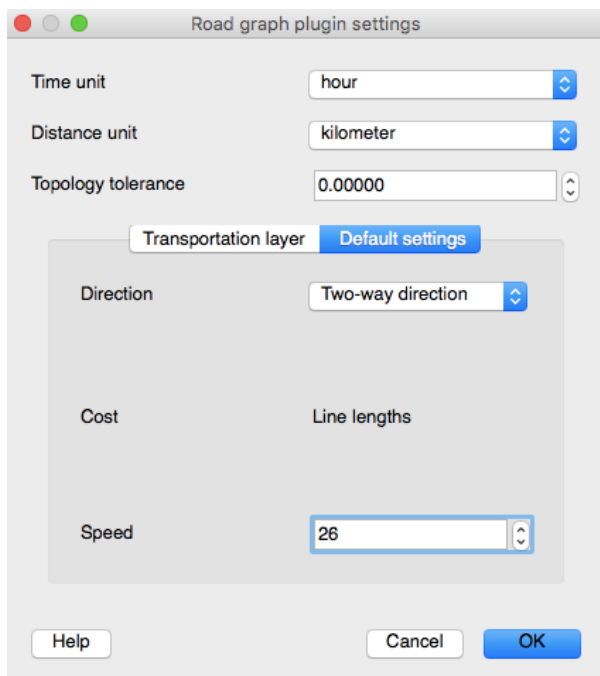 Road graph plugin settings
Time unit hour
Distance unit kilometer
Topology tolerance 0.00000
Transportation layer Default settings
Direction Two-way direction
Cost Line lengths
Speed 26
Help Cancel OK